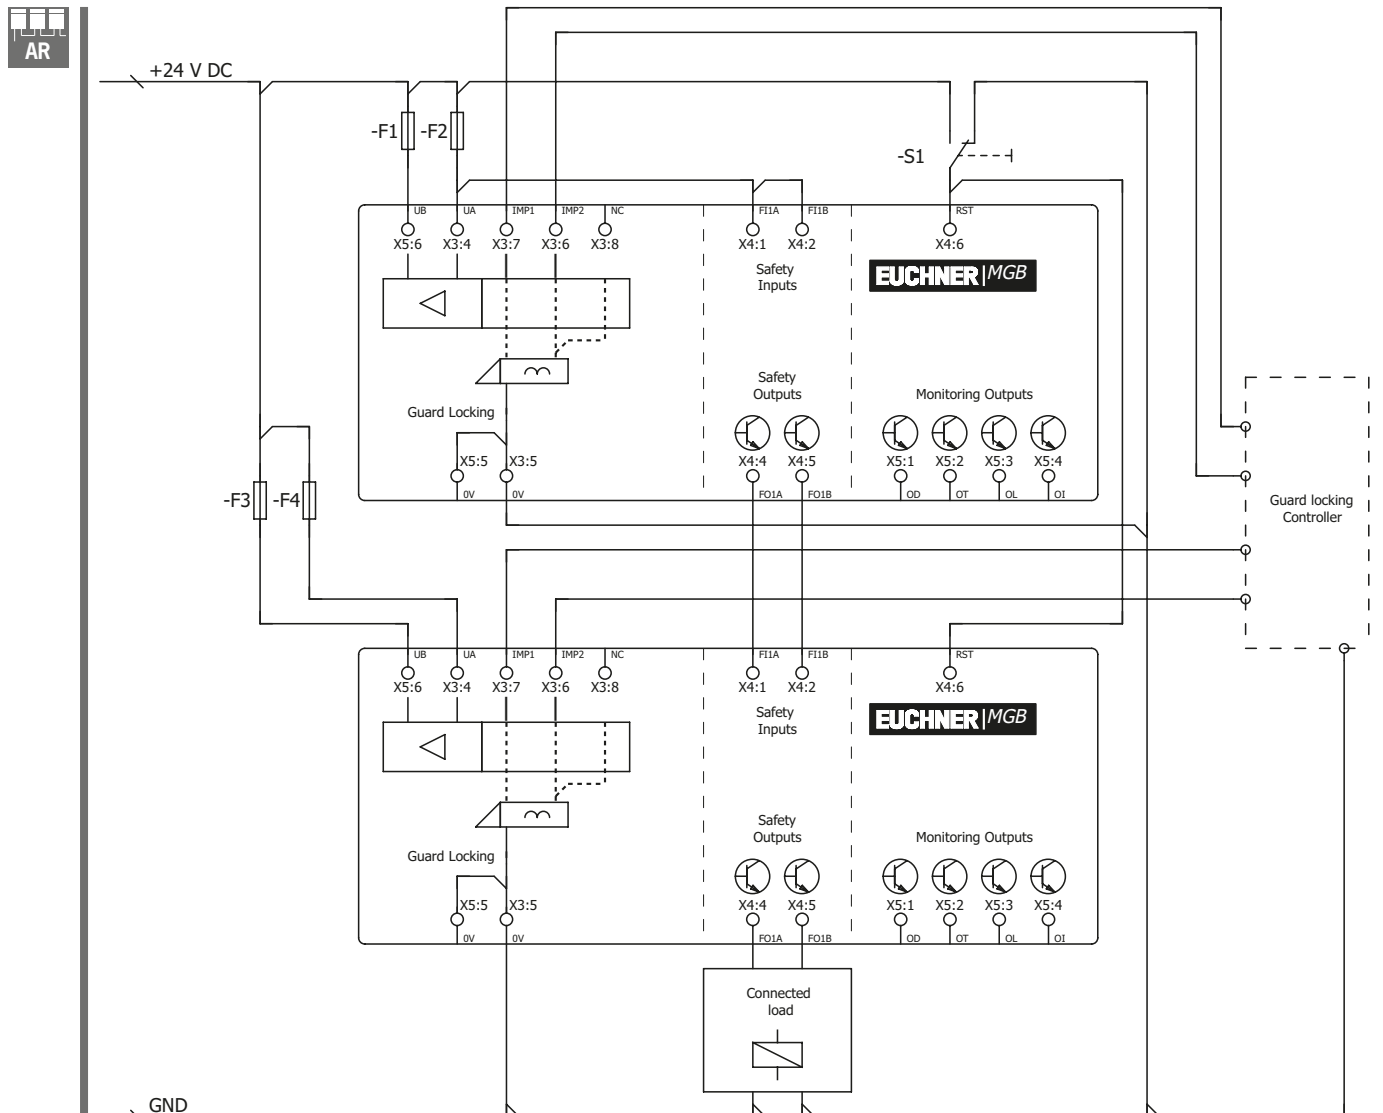 AR
+24 V DC
-F1
-F2
-S1
UB
UA
IMP1
IMP2
NC
FI1A
FI1B
RST
X5:6
X3:4
X3:7
X3:6
X3:8
X4:1
X4:2
X4:6
Safety
Inputs
EUCHNER MGB
Safety
Outputs
Monitoring Outputs
Guard Locking
X5:5
X3:5
X4:4
X4:5
X5:1
X5:2
X5:3
X5:4
0V
0V
FO1A
FO1B
OD
OT
OL
OI
-F3
-F4
Guard locking
Controller
UB
UA
IMP1
IMP2
NC
FI1A
FI1B
RST
X5:6
X3:4
X3:7
X3:6
X3:8
X4:1
X4:2
X4:6
Safety
Inputs
EUCHNER MGB
Safety
Outputs
Monitoring Outputs
Guard Locking
X5:5
X3:5
X4:4
X4:5
X5:1
X5:2
X5:3
X5:4
0V
0V
FO1A
FO1B
OD
OT
OL
OI
Connected
load
GND